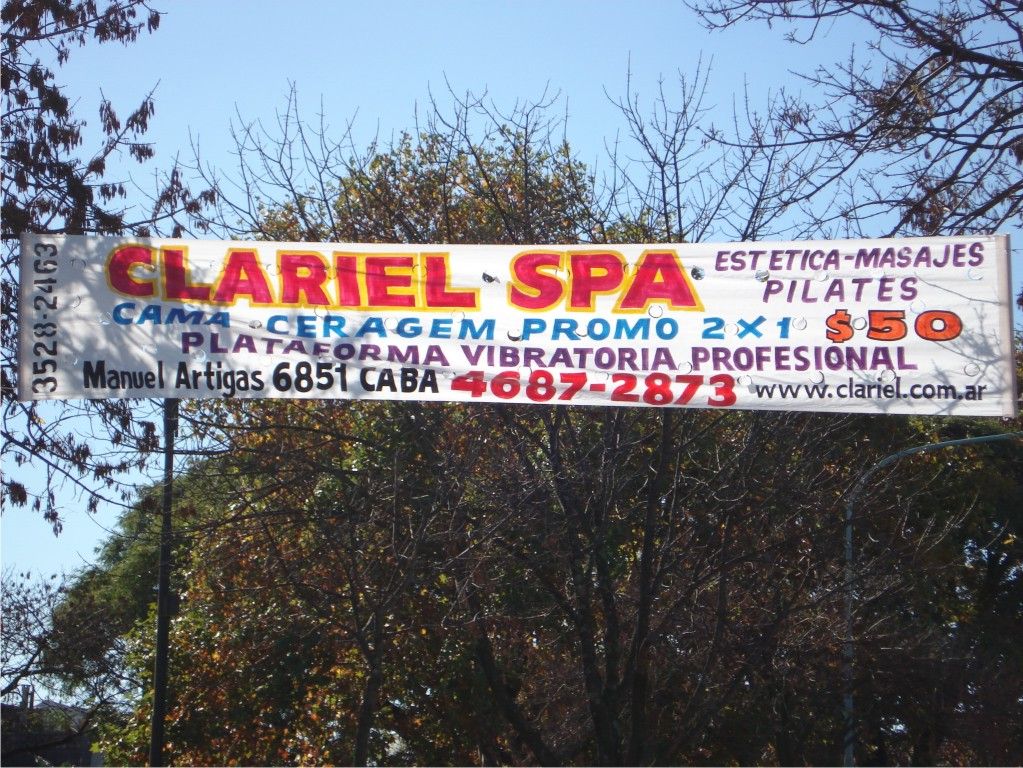 3528-2463
CLARIEL SPA
ESTETICA-MASAJES
PILATES
CAMA CERAGEM PROMO 2X1 $50
PLATAFORMA VIBRATORIA PROFESIONAL
Manuel Artigas 6851 CABA 4687-2873 www.clariel.com.ar